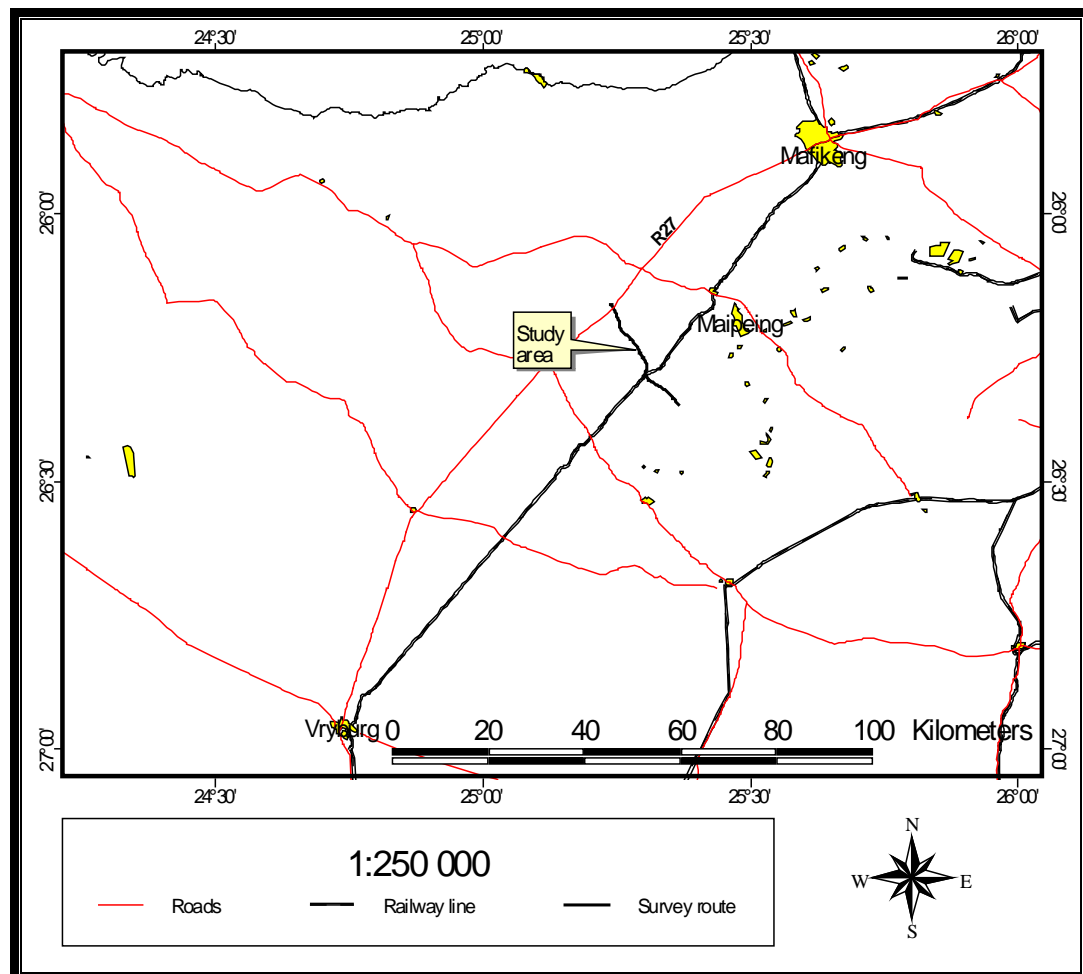 24°30' 25°00' 25°30' 26°00'
Mafikeng
26°00' 26°00'
R27
Maipeing
Study
area
26°30' 26°30'
Vryburg 0 20 40 60 80 100 Kilometers
27°00' 27°00'
24°30' 25°00' 25°30' 26°00'
1:250 000
Roads Railway line Survey route
N
W E
S